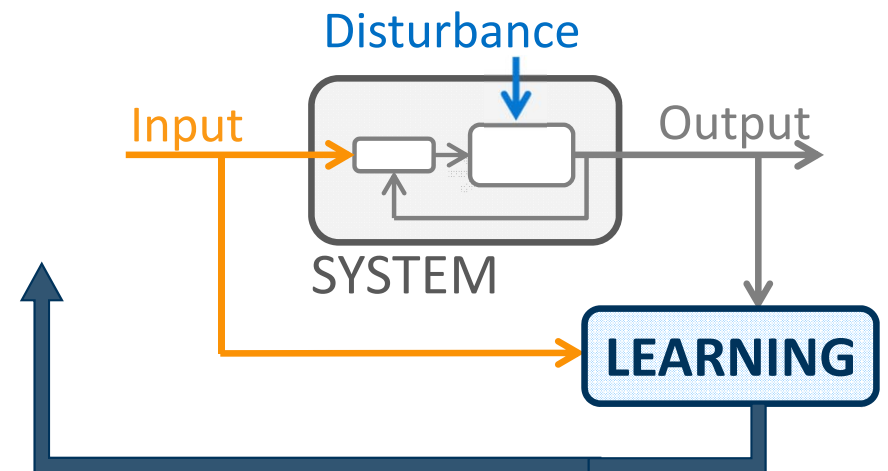 Disturbance
Input
Output
SYSTEM
LEARNING